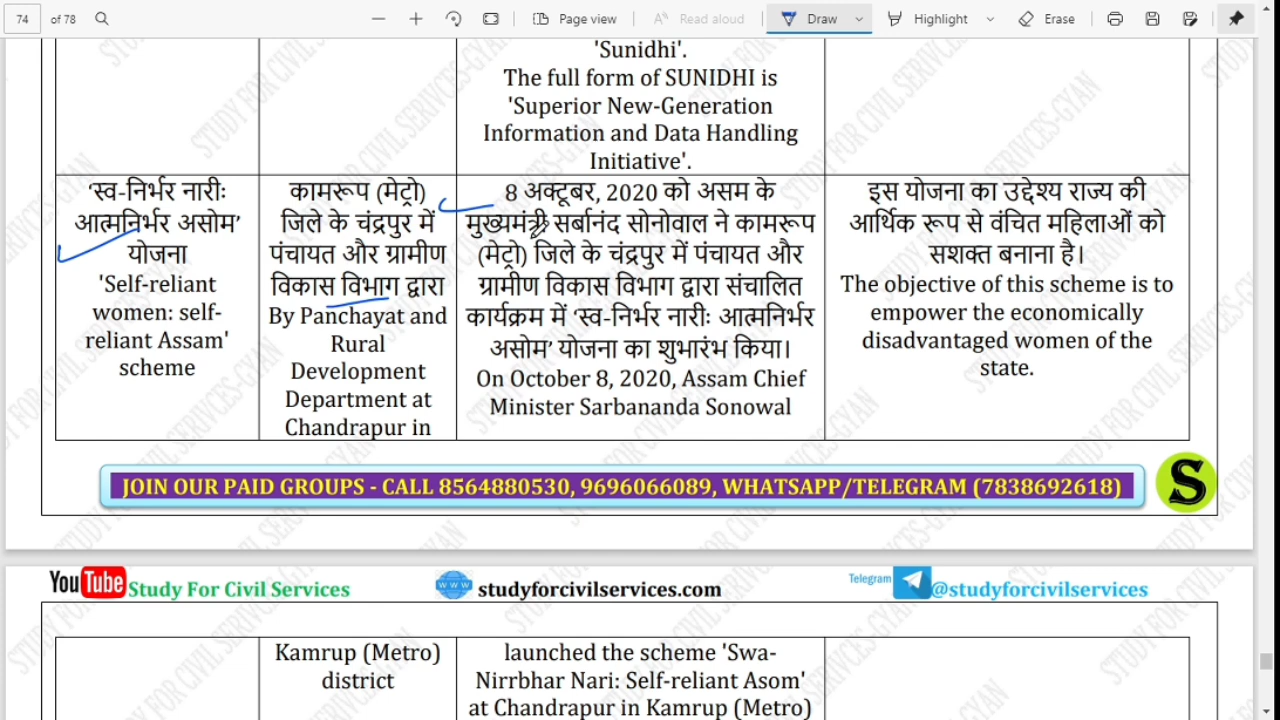 74 of 78 Page view Read aloud Draw Highlight Erase
'Sunidhi'.
The full form of SUNIDHI is
'Superior New-Generation
Information and Data Handling
Initiative'.
‘स्व-निर्भर नारीः
आत्मनिर्भर असोम’
योजना
'Self-reliant
women: self-
reliant Assam'
scheme
कामरूप (मेट्रो)
जिले के चंद्रपुर में
पंचायत और ग्रामीण
विकास विभाग द्वारा
By Panchayat and
Rural
Development
Department at
Chandrapur in
8 अक्टूबर, 2020 को असम के
मुख्यमंत्री सर्बानंद सोनोवाल ने कामरूप
(मेट्रो) जिले के चंद्रपुर में पंचायत और
ग्रामीण विकास विभाग द्वारा संचालित
कार्यक्रम में ‘स्व-निर्भर नारीः आत्मनिर्भर
असोम’ योजना का शुभारंभ किया।
On October 8, 2020, Assam Chief
Minister Sarbananda Sonowal
इस योजना का उद्देश्य राज्य की
आर्थिक रूप से वंचित महिलाओं को
सशक्त बनाना है।
The objective of this scheme is to
empower the economically
disadvantaged women of the
state.
JOIN OUR PAID GROUPS - CALL 8564880530, 9696066089, WHATSAPP/TELEGRAM (7838692618)
S
YouTube Study For Civil Services
www studyforcivilservices.com
Telegram @studyforcivilservices
Kamrup (Metro)
district
launched the scheme 'Swa-
Nirrbhar Nari: Self-reliant Asom'
at Chandrapur in Kamrup (Metro)
STUDY FOR CIVIL SERIVCES-GYAN